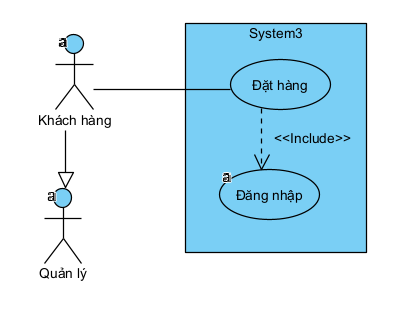 System3
a
Khách hàng
Đặt hàng
<<Include>>
a
Đăng nhập
a
Quản lý